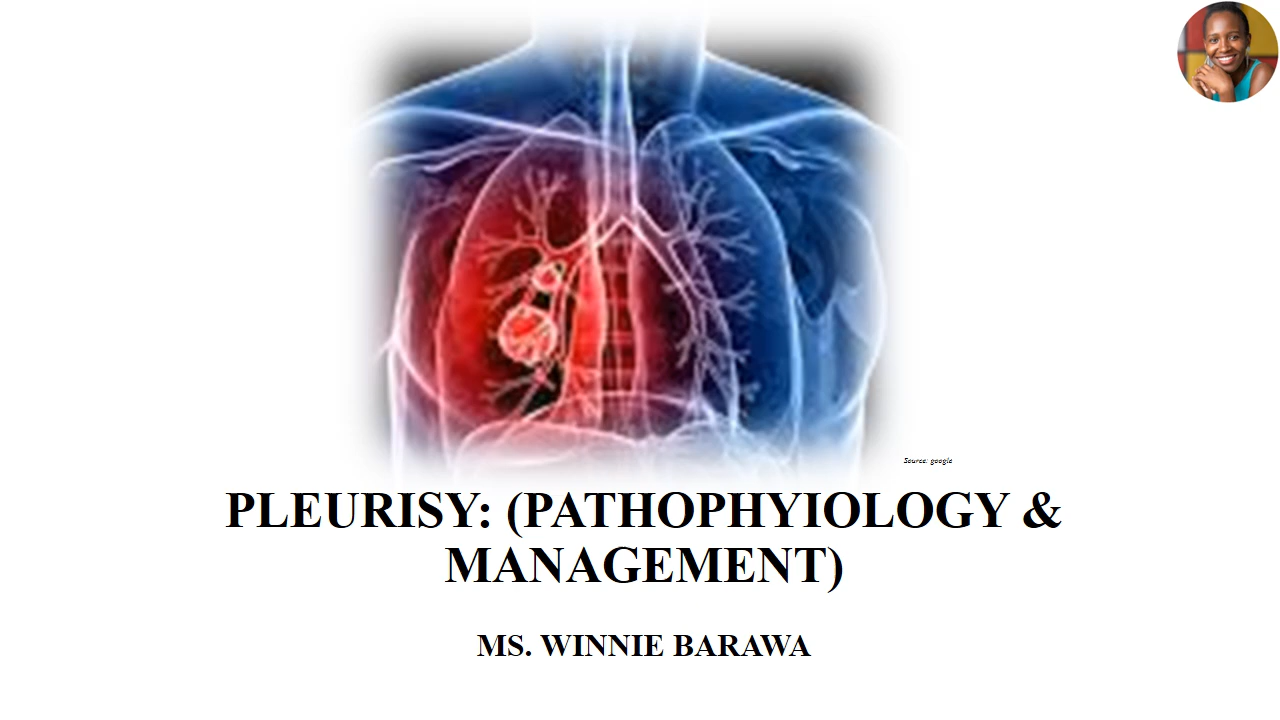 Source: google
PLEURISY: (PATHOPHYIOLOGY &
MANAGEMENT)
MS. WINNIE BARAWA